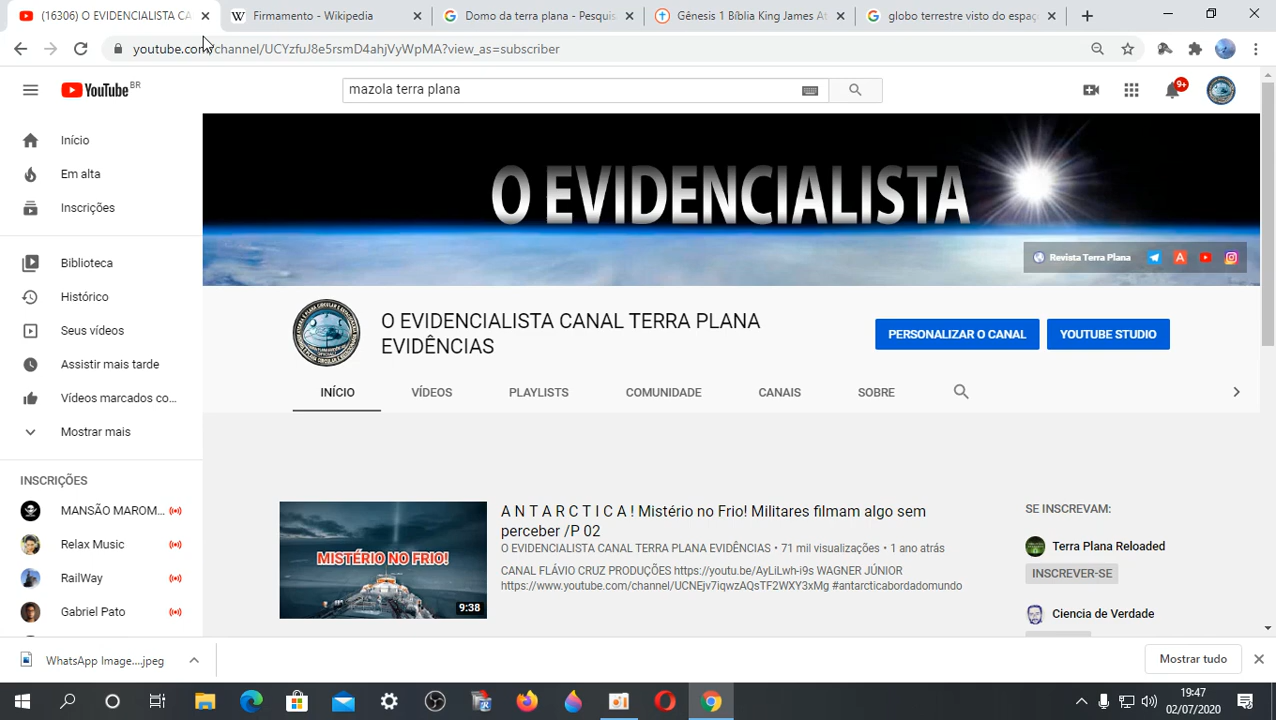 (16306) O EVIDENCIALISTA CA
Firmamento - Wikipedia
Domo da terra plana - Pesquis
Gênesis 1 Bíblia King James At
globo terrestre visto do espaç
youtube.com/channel/UCYzfuJ8e5rsmD4ahjVyWpMA?view_as=subscriber
YouTube BR
mazola terra plana
9+
Início
Em alta
Inscrições
Biblioteca
Histórico
Seus vídeos
Assistir mais tarde
Vídeos marcados co...
Mostrar mais
INSCRIÇÕES
MANSÃO MAROM...
Relax Music
RailWay
Gabriel Pato
O EVIDENCIALISTA
Revista Terra Plana
O EVIDENCIALISTA CANAL TERRA PLANA
EVIDÊNCIAS
PERSONALIZAR O CANAL
YOUTUBE STUDIO
INÍCIO
VÍDEOS
PLAYLISTS
COMUNIDADE
CANAIS
SOBRE
MISTÉRIO NO FRIO!
9:38
A N T A R C T I C A ! Mistério no Frio! Militares filmam algo sem
perceber /P 02
O EVIDENCIALISTA CANAL TERRA PLANA EVIDÊNCIAS • 71 mil visualizações • 1 ano atrás
CANAL FLÁVIO CRUZ PRODUÇÕES https://youtu.be/AyLiLwh-i9s WAGNER JÚNIOR
https://www.youtube.com/channel/UCNEjv7iqwzAQsTF2WXY3xMg #antarcticabordadomundo
SE INSCREVAM:
Terra Plana Reloaded
INSCREVER-SE
Ciencia de Verdade
WhatsApp Image....jpeg
Mostrar tudo
19:47
02/07/2020